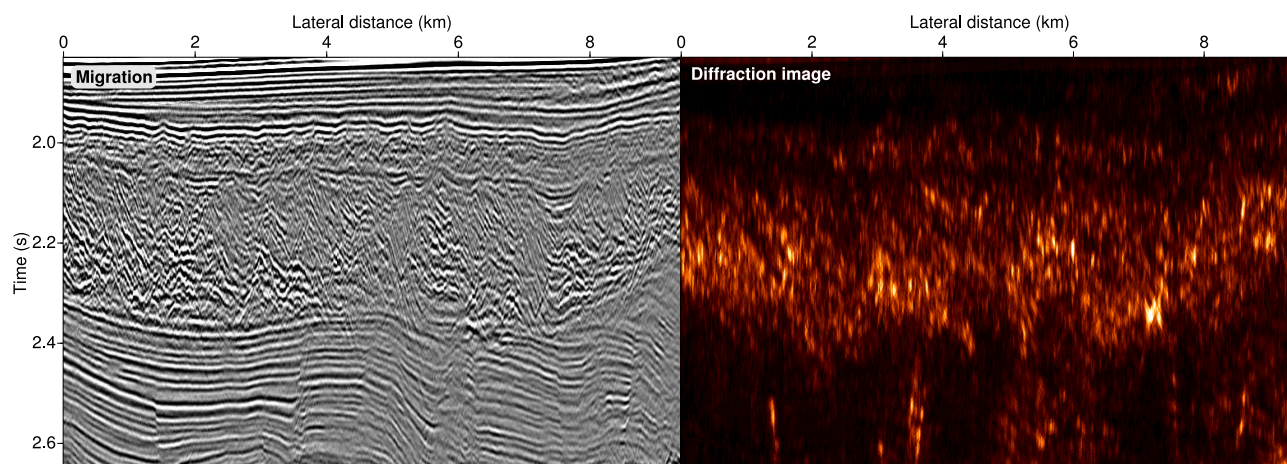 Lateral distance (km)
Lateral distance (km)
0 2 4 6 8 0 2 4 6 8
Migration
Diffraction image
2.0
2.2
Time (s)
2.4
2.6